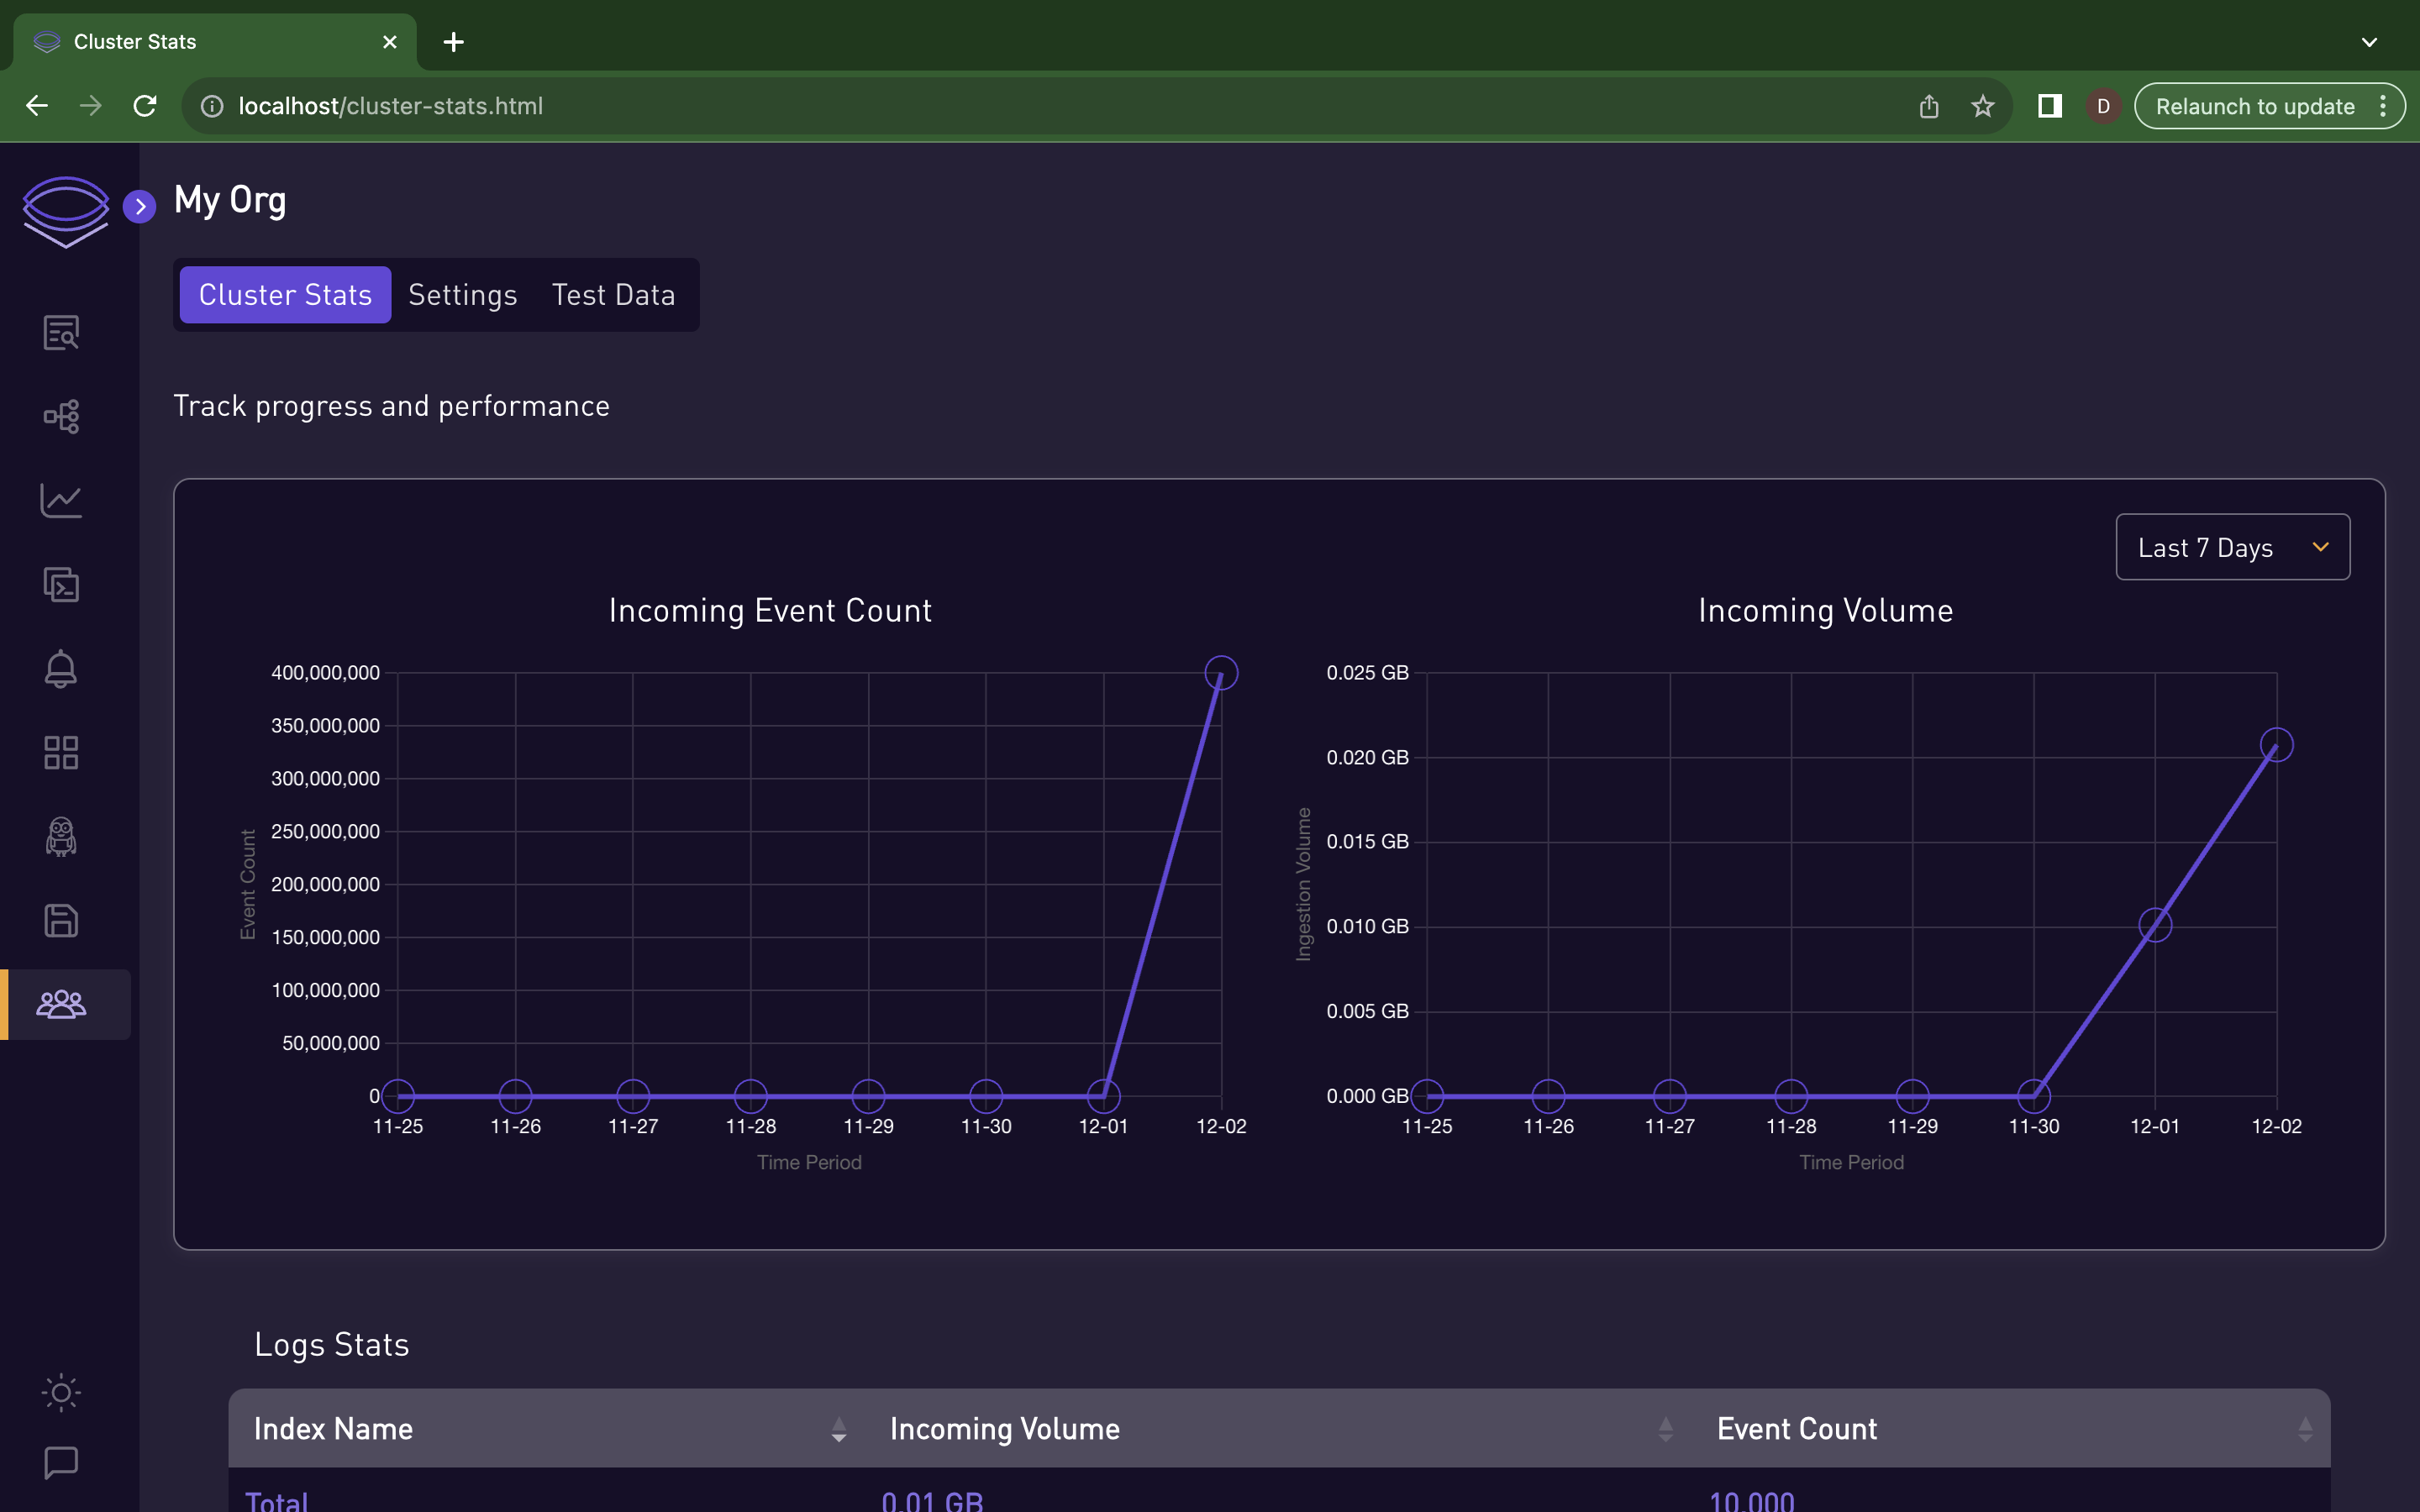 Cluster Stats
localhost/cluster-stats.html
D
Relaunch to update
My Org
Cluster Stats
Settings
Test Data
Track progress and performance
Last 7 Days
Incoming Event Count
400,000,000
350,000,000
300,000,000
250,000,000
200,000,000
150,000,000
100,000,000
50,000,000
0
Event Count
11-25
11-26
11-27
11-28
11-29
11-30
12-01
12-02
Time Period
Incoming Volume
0.025 GB
0.020 GB
0.015 GB
0.010 GB
0.005 GB
0.000 GB
Ingestion Volume
11-25
11-26
11-27
11-28
11-29
11-30
12-01
12-02
Time Period
Logs Stats
Index Name
Incoming Volume
Event Count
Total
0.01 GB
10,000